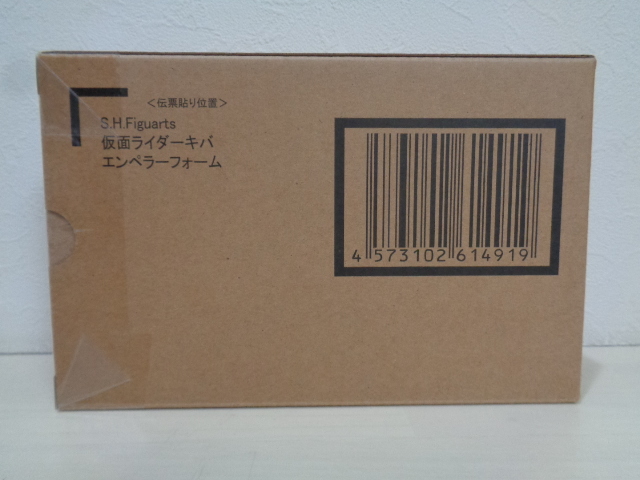 ＜伝票貼り位置＞
S.H.Figuarts
仮面ライダーキバ
エンペラーフォーム
4 573102 614919